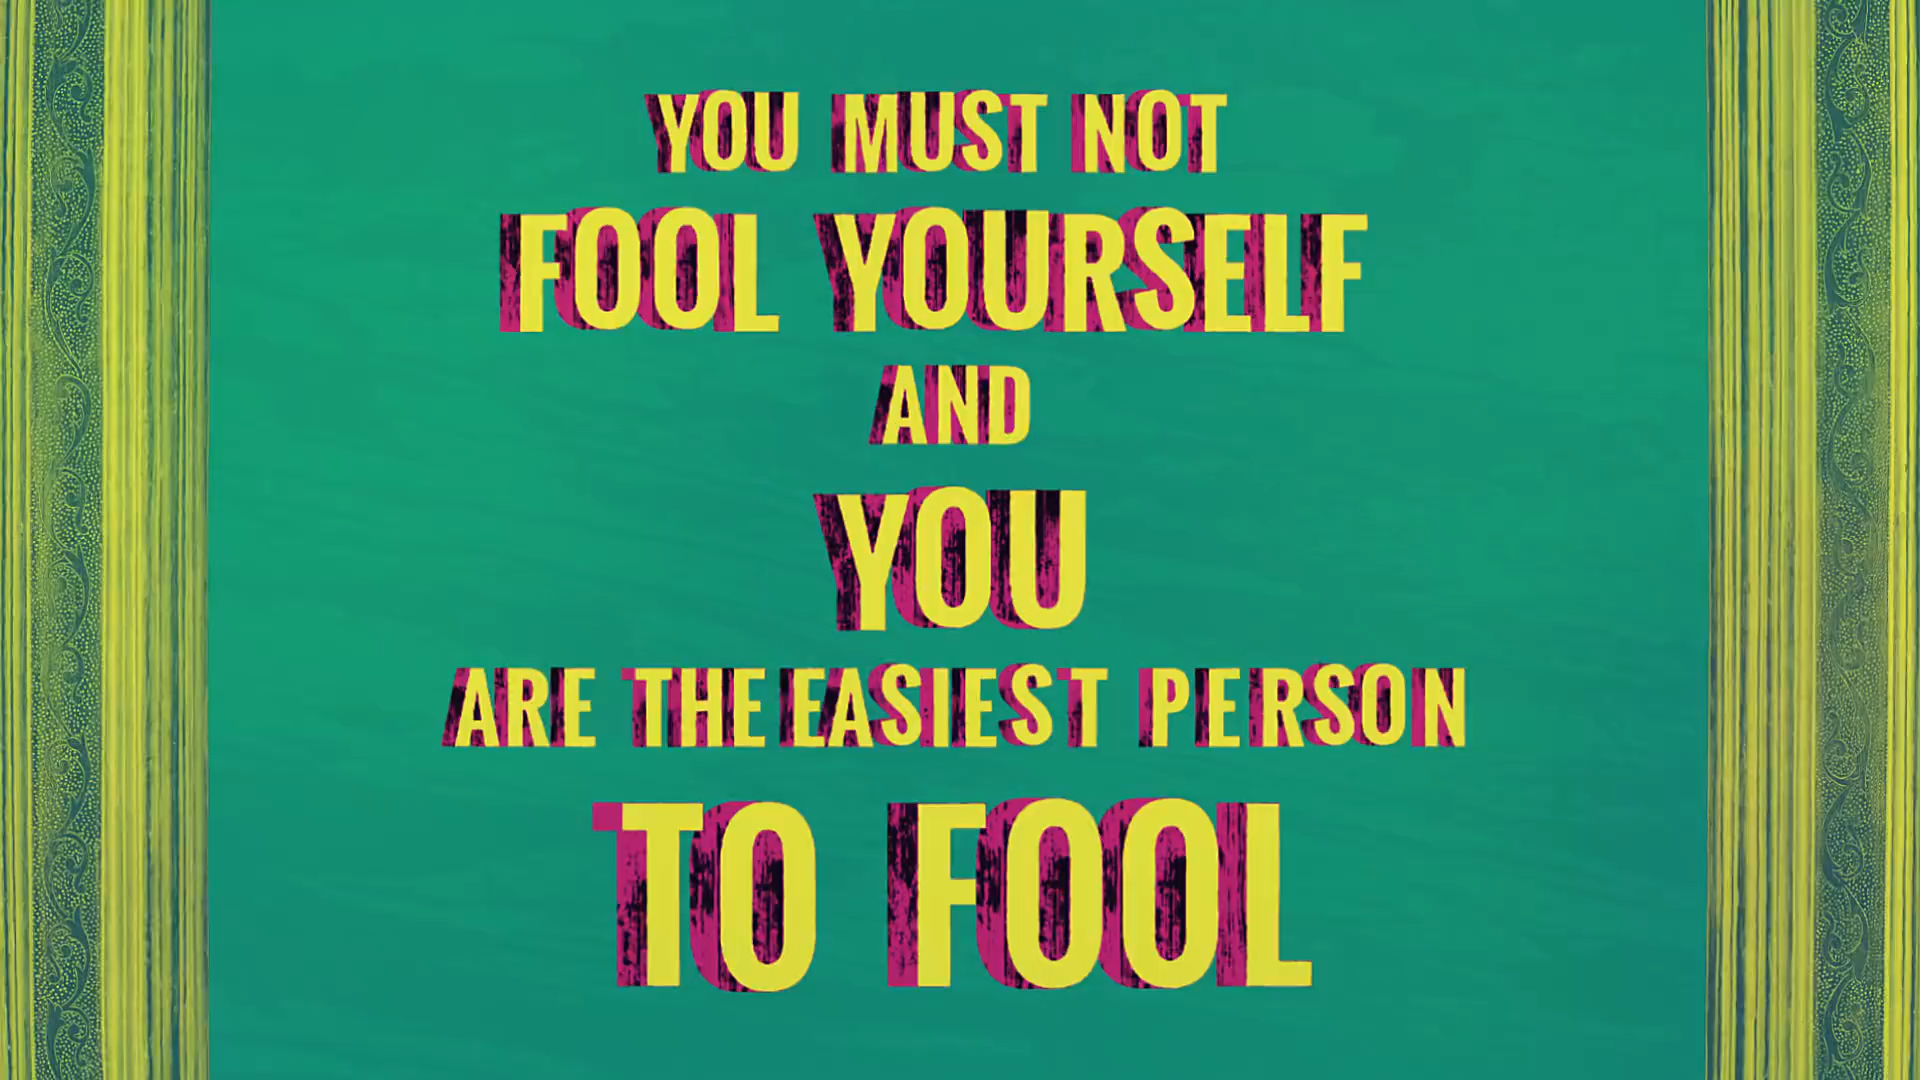 YOU MUST NOT
FOOL YOURSELF
AND
YOU
ARE THE EASIEST PERSON
TO FOOL